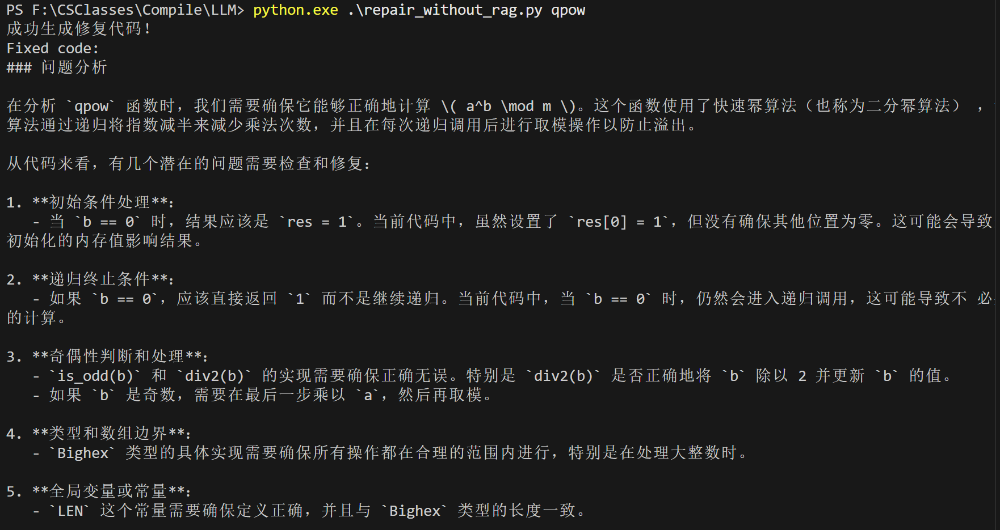 PS F:\CSClasses\Compile\LLM> python.exe .\repair_without_rag.py qpow
成功生成修复代码！
Fixed code:
### 问题分析
在分析 `qpow` 函数时，我们需要确保它能够正确地计算 \( a^b \mod m \)。这个函数使用了快速幂算法（也称为二分幂算法） ，
算法通过递归将指数减半来减少乘法次数，并且在每次递归调用后进行取模操作以防止溢出。
从代码来看，有几个潜在的问题需要检查和修复：
1. **初始条件处理**：
- 当 `b == 0` 时，结果应该是 `res = 1`。当前代码中，虽然设置了 `res[0] = 1`，但没有确保其他位置为零。这可能会导致
初始化的内存值影响结果。
2. **递归终止条件**：
- 如果 `b == 0`，应该直接返回 `1` 而不是继续递归。当前代码中，当 `b == 0` 时，仍然会进入递归调用，这可能导致不 必
的计算。
3. **奇偶性判断和处理**：
- `is_odd(b)` 和 `div2(b)` 的实现需要确保正确无误。特别是 `div2(b)` 是否正确地将 `b` 除以 2 并更新 `b` 的值。
- 如果 `b` 是奇数，需要在最后一步乘以 `a`，然后再取模。
4. **类型和数组边界**：
- `Bighex` 类型的具体实现需要确保所有操作都在合理的范围内进行，特别是在处理大整数时。
5. **全局变量或常量**：
- `LEN` 这个常量需要确保定义正确，并且与 `Bighex` 类型的长度一致。